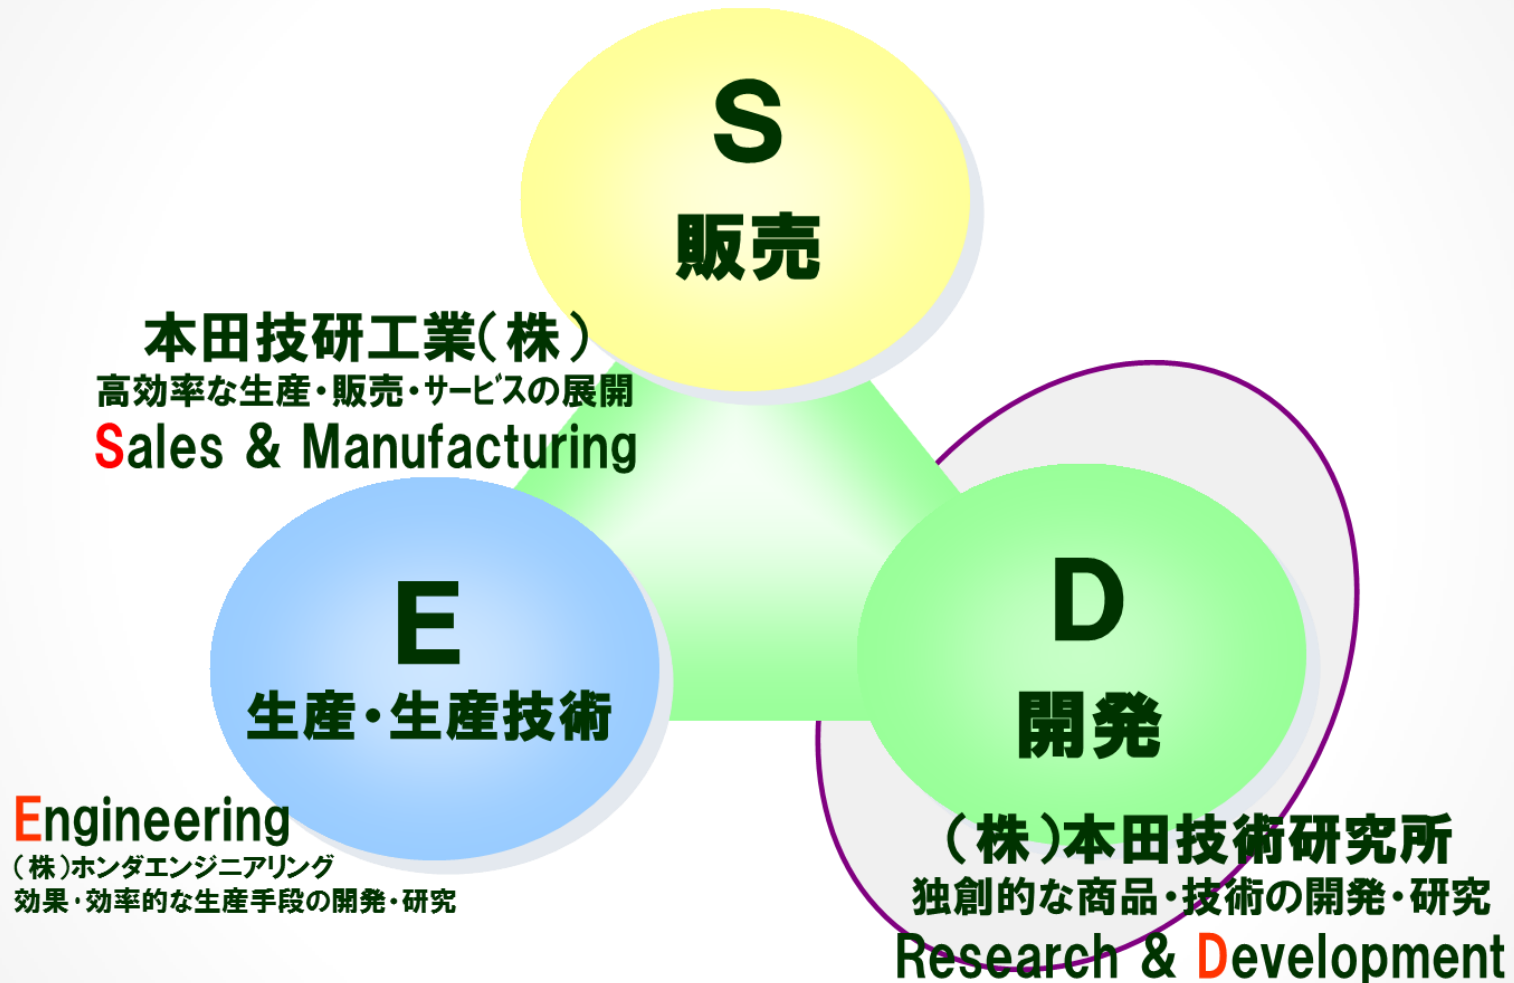 S
販売
本田技研工業(株)
高効率な生産・販売・サービスの展開
Sales & Manufacturing
E
生産・生産技術
Engineering
(株)ホンダエンジニアリング
効果・効率的な生産手段の開発・研究
D
開発
(株)本田技術研究所
独創的な商品・技術の開発・研究
Research & Development